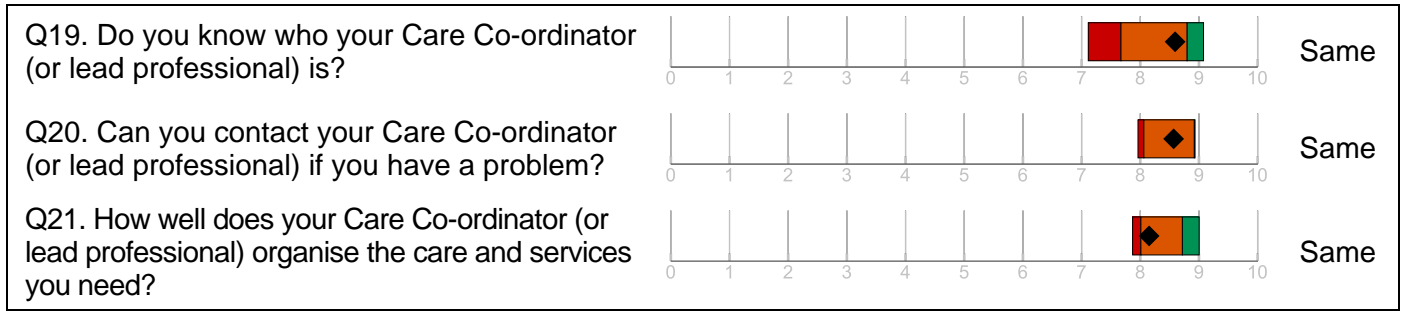 Q19. Do you know who your Care Co-ordinator
(or lead professional) is?
0 1 2 3 4 5 6 7 8 9 10
Same
Q20. Can you contact your Care Co-ordinator
(or lead professional) if you have a problem?
0 1 2 3 4 5 6 7 8 9 10
Same
Q21. How well does your Care Co-ordinator (or
lead professional) organise the care and services
you need?
0 1 2 3 4 5 6 7 8 9 10
Same